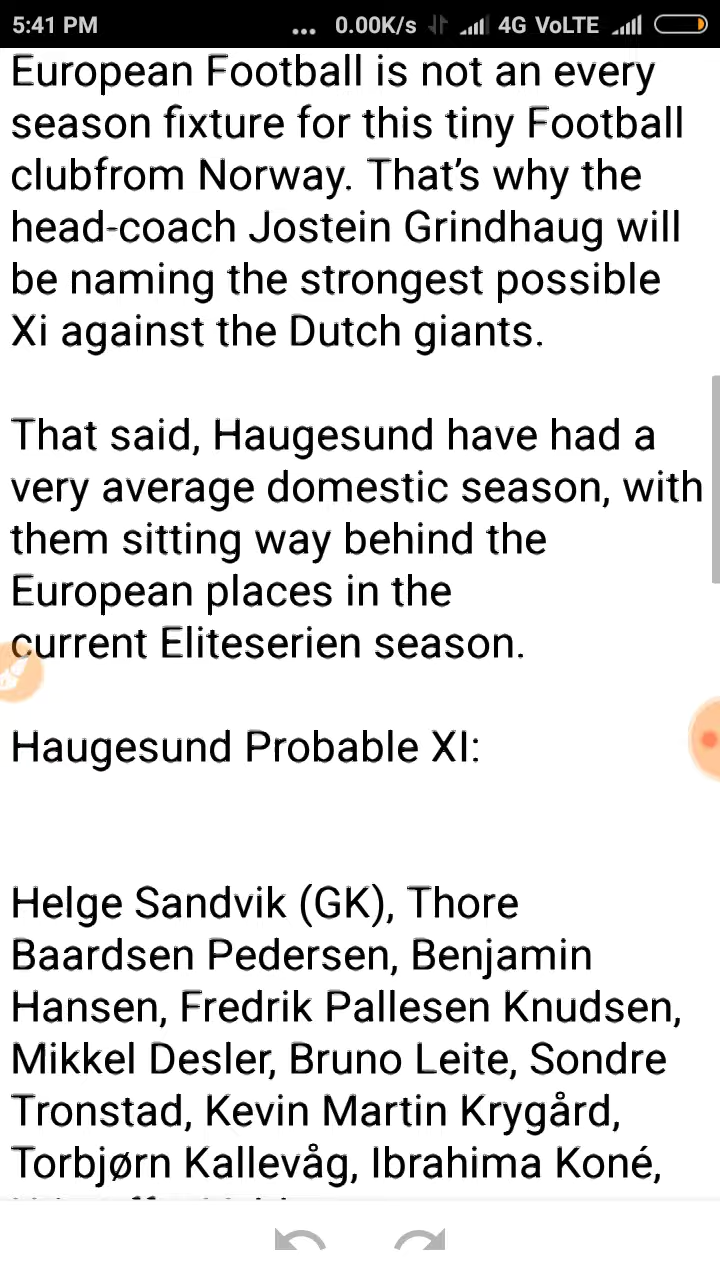 5:41 PM ... 0.00K/s 4G VoLTE
European Football is not an every
season fixture for this tiny Football
clubfrom Norway. That's why the
head-coach Jostein Grindhaug will
be naming the strongest possible
Xi against the Dutch giants.
That said, Haugesund have had a
very average domestic season, with
them sitting way behind the
European places in the
current Eliteserien season.
Haugesund Probable XI:
Helge Sandvik (GK), Thore
Baardsen Pedersen, Benjamin
Hansen, Fredrik Pallesen Knudsen,
Mikkel Desler, Bruno Leite, Sondre
Tronstad, Kevin Martin Krygård,
Torbjørn Kallevåg, Ibrahima Koné,